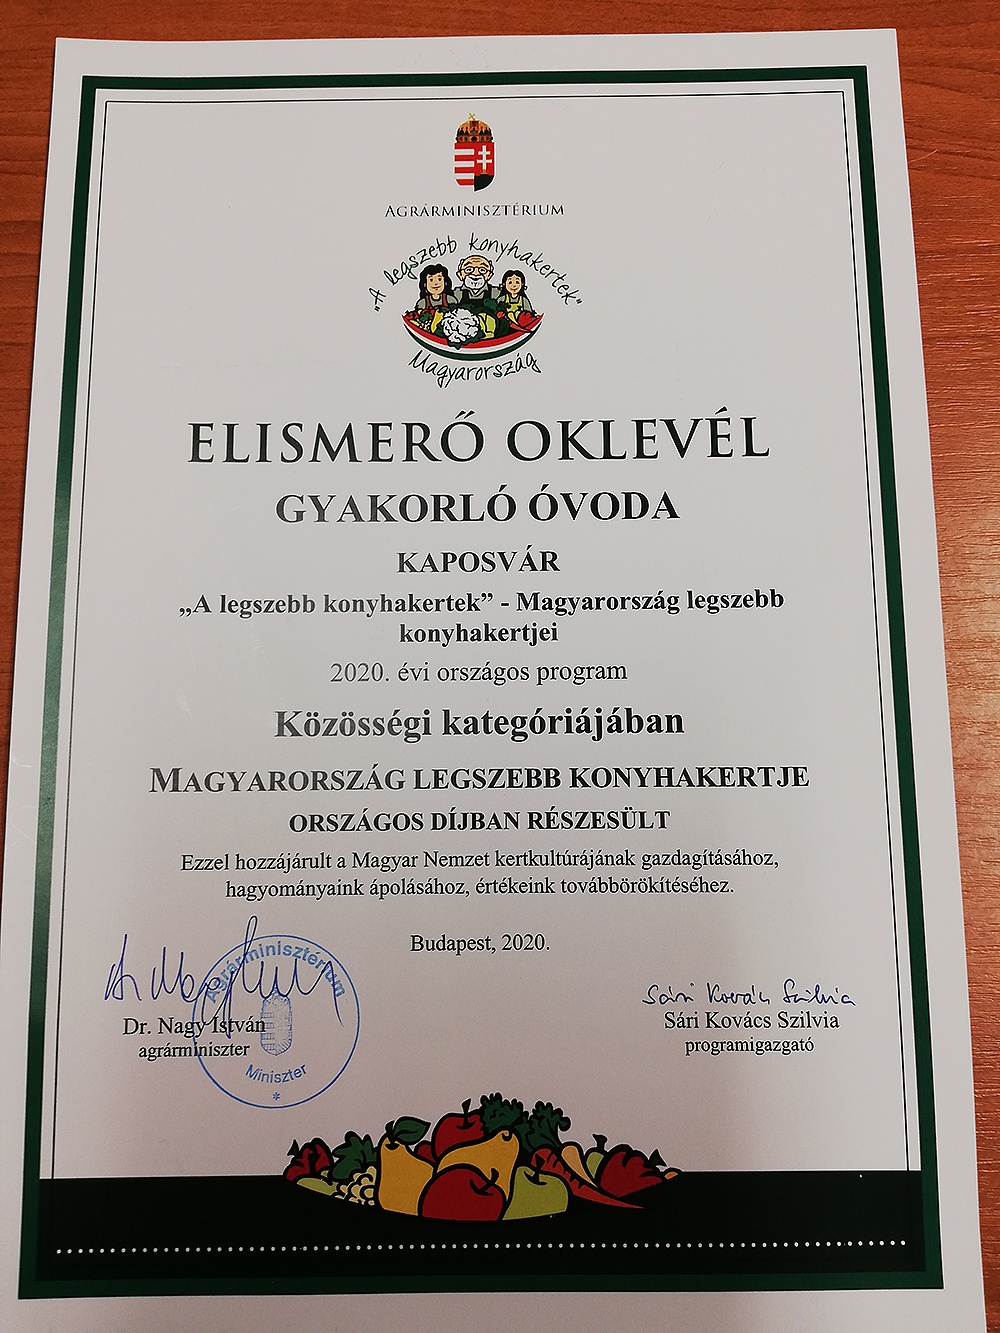 AGRÁRMINISZTÉRIUM
„A legszebb konyhakertek”
Magyarország
ELISMERŐ OKLEVÉL
GYAKORLÓ ÓVODA
KAPOSVÁR
„A legszebb konyhakertek” - Magyarország legszebb
konyhakertjei
2020. évi országos program
Közösségi kategóriájában
MAGYARORSZÁG LEGSZEBB KONYHAKERTJE
ORSZÁGOS DÍJBAN RÉSZESÜLT
Ezzel hozzájárult a Magyar Nemzet kertkultúrájának gazdagításához,
hagyományaink ápolásához, értékeink továbbörökítéséhez.
Budapest, 2020.
Agrárminisztérium
Miniszter
*
Dr. Nagy István
agrárminiszter
Sári Kovács Szilvia
Sári Kovács Szilvia
programigazgató